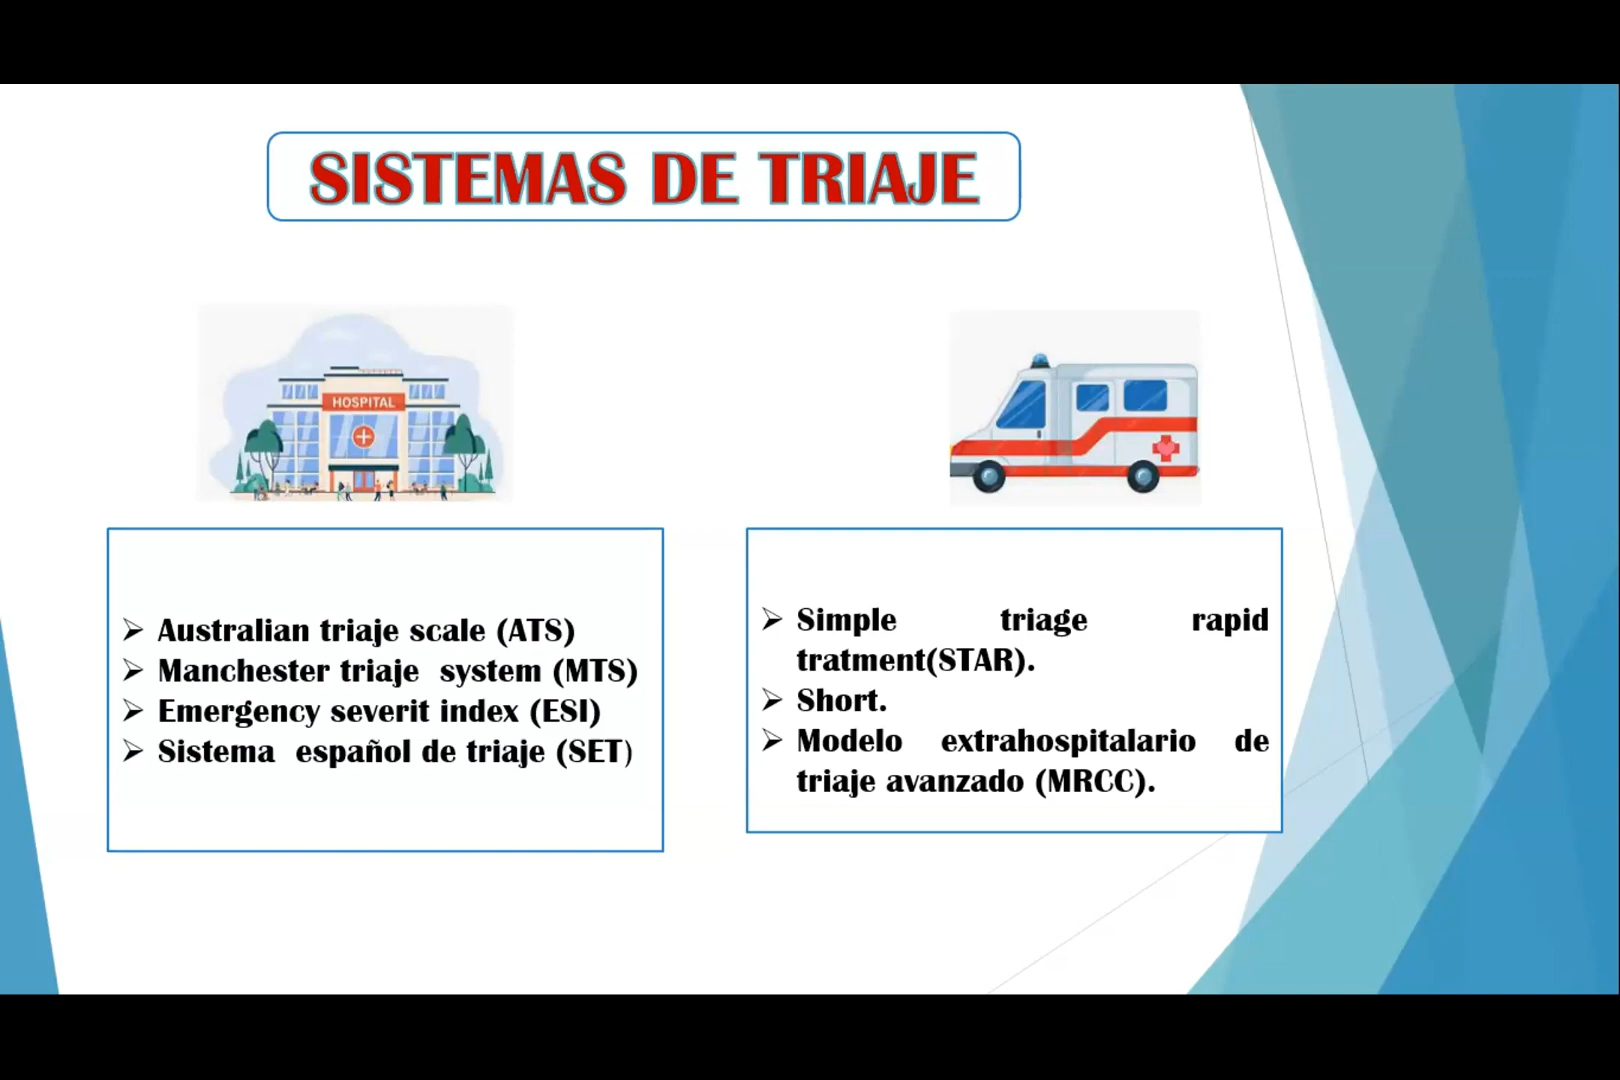 SISTEMAS DE TRIAJE
HOSPITAL
Australian triaje scale (ATS)
Manchester triaje system (MTS)
Emergency severit index (ESI)
Sistema español de triaje (SET)
Simple triage rapid
tratment(STAR).
Short.
Modelo extrahospitalario de
triaje avanzado (MRCC).